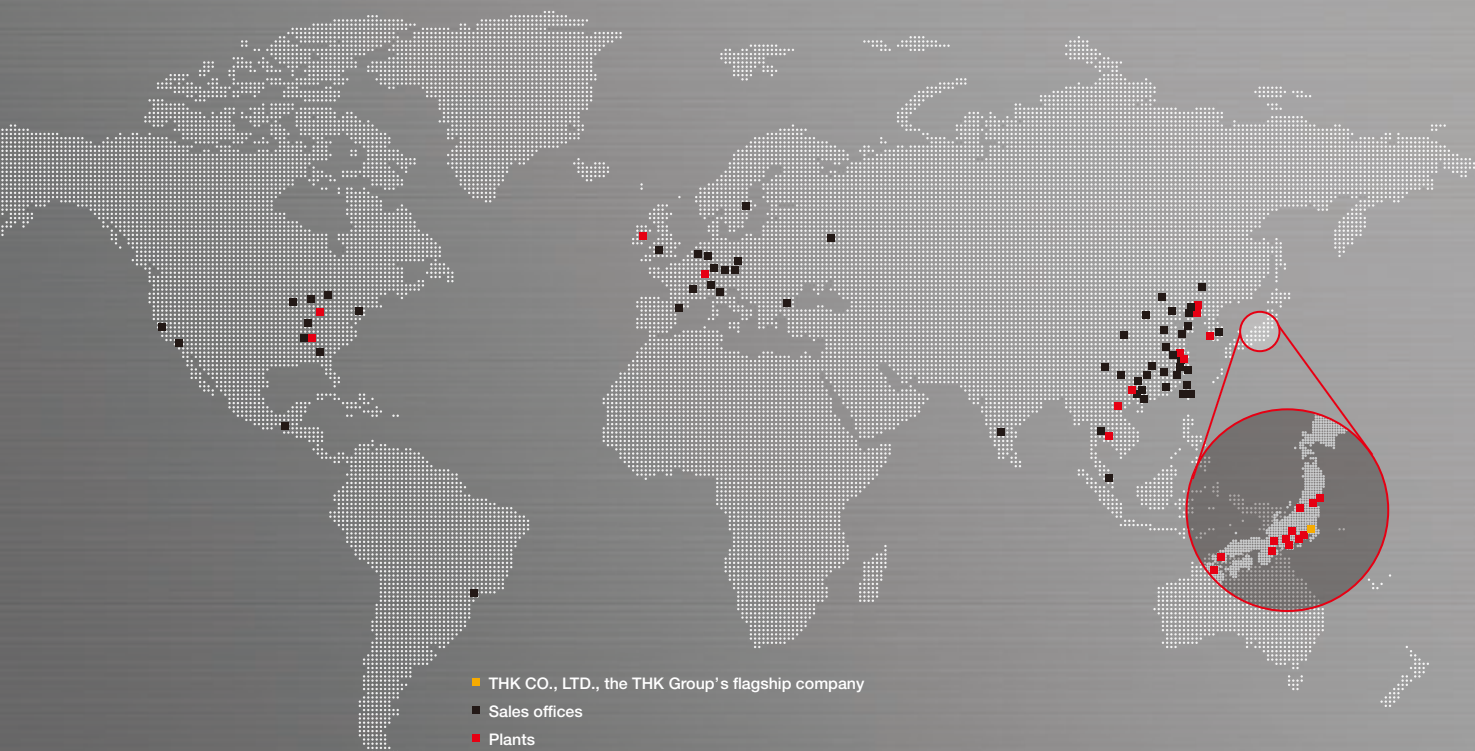 THK CO., LTD., the THK Group's flagship company
Sales offices
Plants